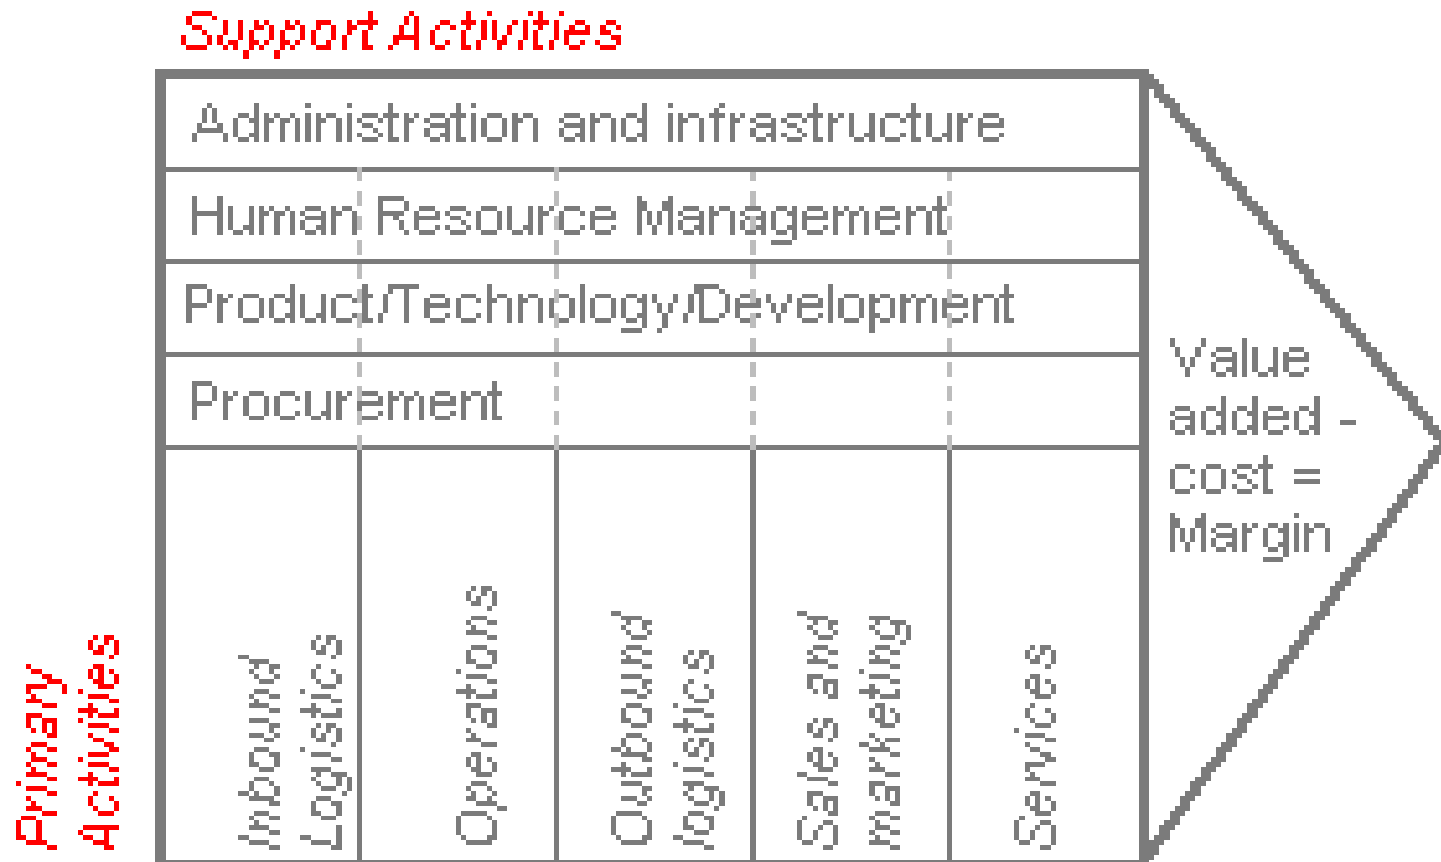 Support Activities
Administration and infrastructure
Human Resource Management
Product/Technology/Development
Procurement
Value
added -
cost =
Margin
Primary
Activities
Inbound
Logistics
Operations
Outbound
logistics
Sales and
marketing
Services